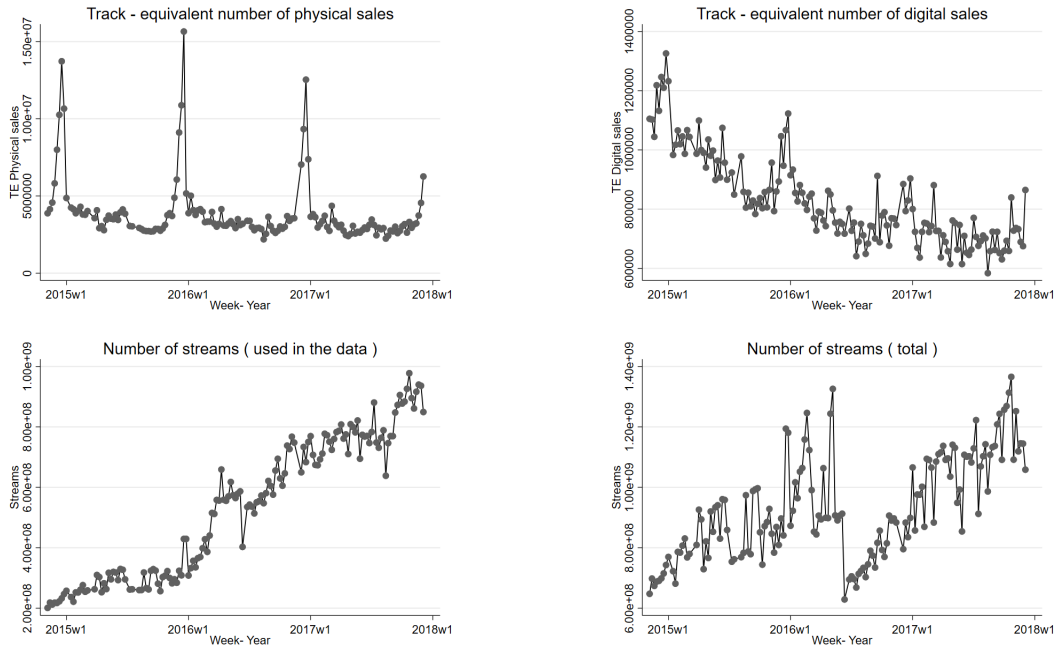 Track - equivalent number of physical sales
TE Physical sales
0
5000000
1.00e+07
1.50e+07
2015w1
2016w1
2017w1
2018w1
Week- Year
Track - equivalent number of digital sales
TE Digital sales
600000
800000
1000000
1200000
1400000
2015w1
2016w1
2017w1
2018w1
Week- Year
Number of streams ( used in the data )
Streams
2.00e+08
4.00e+08
6.00e+08
8.00e+08
1.00e+09
2015w1
2016w1
2017w1
2018w1
Week- Year
Number of streams ( total )
Streams
6.00e+08
8.00e+08
1.00e+09
1.20e+09
1.40e+09
2015w1
2016w1
2017w1
2018w1
Week- Year